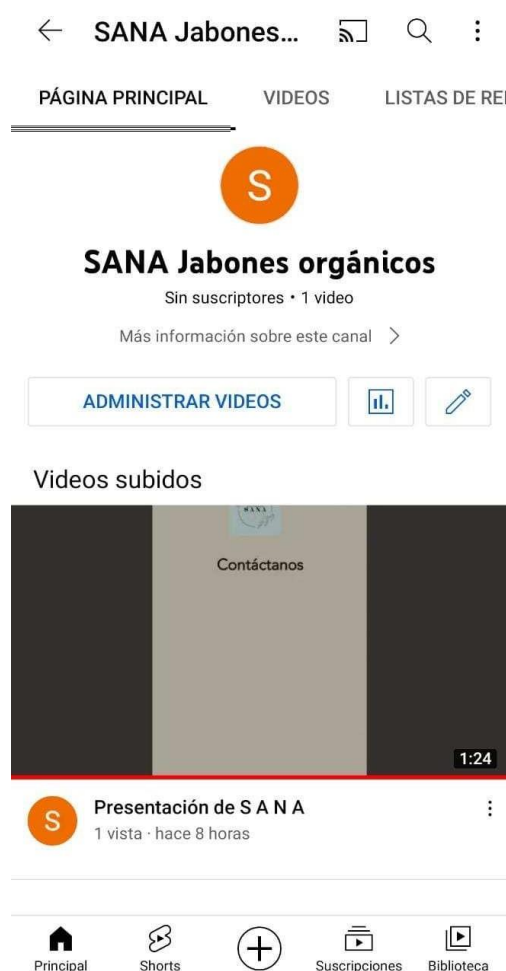 SANA Jabones...
PÁGINA PRINCIPAL VIDEOS LISTAS DE RE
S
SANA Jabones orgánicos
Sin suscriptores • 1 video
Más información sobre este canal
ADMINISTRAR VIDEOS
Videos subidos
SANA
Contáctanos
1:24
S
Presentación de S A N A
1 vista · hace 8 horas
Principal Shorts Suscripciones Biblioteca